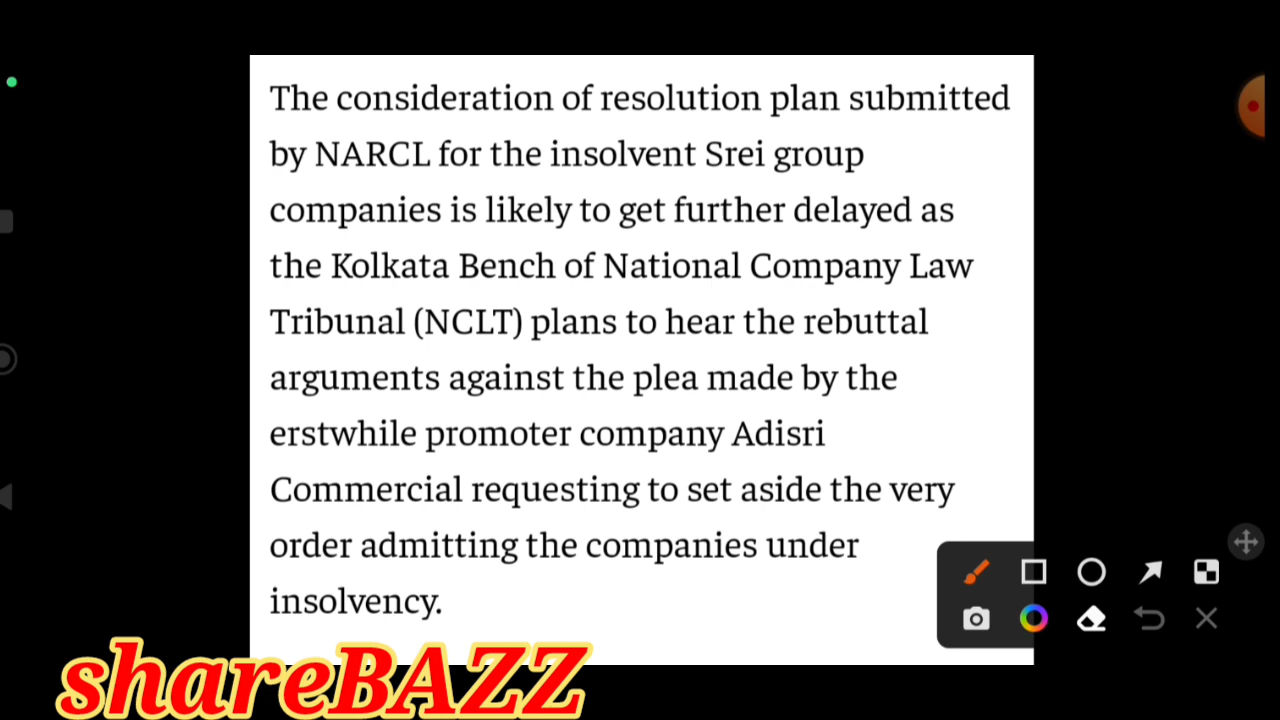 The consideration of resolution plan submitted
by NARCL for the insolvent Srei group
companies is likely to get further delayed as
the Kolkata Bench of National Company Law
Tribunal (NCLT) plans to hear the rebuttal
arguments against the plea made by the
erstwhile promoter company Adisri
Commercial requesting to set aside the very
order admitting the companies under
insolvency.
shareBAZZ